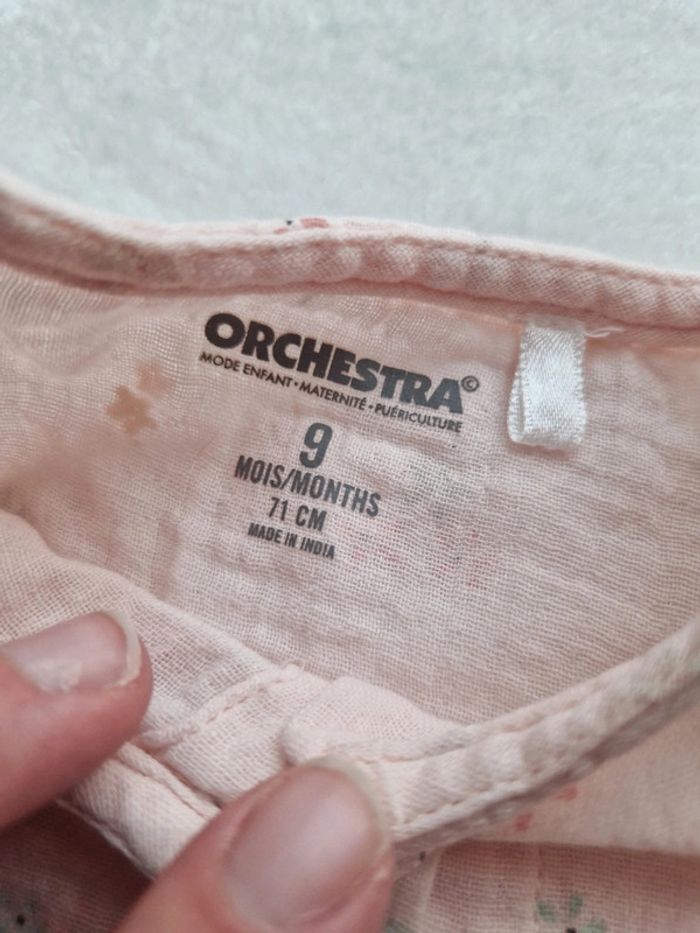 ORCHESTRA©
MODE ENFANT • MATERNITÉ • PUÉRICULTURE
9
MOIS/MONTHS
71 CM
MADE IN INDIA